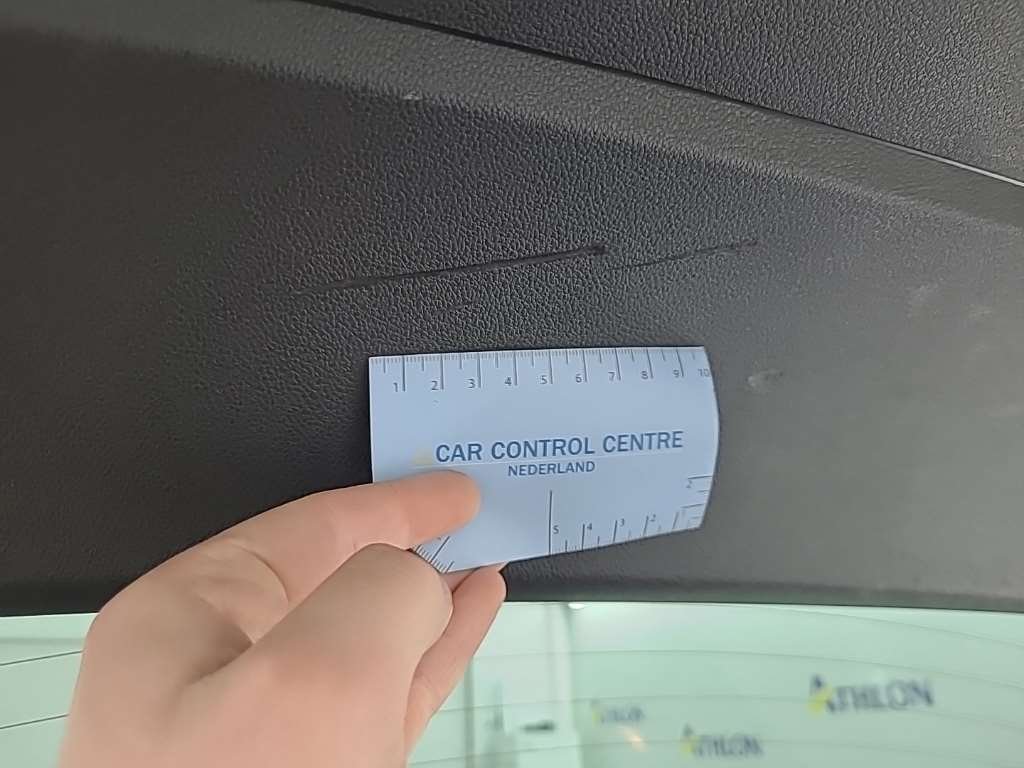 1 2 3 4 5 6 7 8 9 10
CAR CONTROL CENTRE
NEDERLAND
2
5 4 3 2
ATHLON
ATHLON
ATHLON